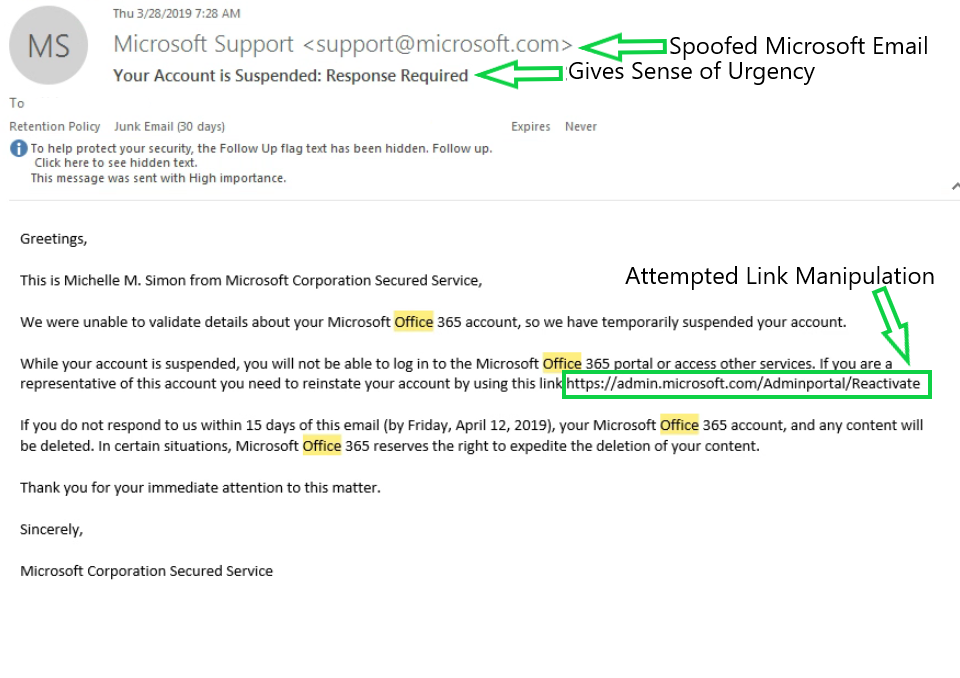 Thu 3/28/2019 7:28 AM
MS
Microsoft Support <support@microsoft.com>
Spoofed Microsoft Email
Your Account is Suspended: Response Required
Gives Sense of Urgency
To
Retention Policy Junk Email (30 days) Expires Never
To help protect your security, the Follow Up flag text has been hidden. Follow up.
Click here to see hidden text.
This message was sent with High importance.
Greetings,
This is Michelle M. Simon from Microsoft Corporation Secured Service,
Attempted Link Manipulation
We were unable to validate details about your Microsoft Office 365 account, so we have temporarily suspended your account.
While your account is suspended, you will not be able to log in to the Microsoft Office 365 portal or access other services. If you are a
representative of this account you need to reinstate your account by using this link https://admin.microsoft.com/Adminportal/Reactivate
If you do not respond to us within 15 days of this email (by Friday, April 12, 2019), your Microsoft Office 365 account, and any content will
be deleted. In certain situations, Microsoft Office 365 reserves the right to expedite the deletion of your content.
Thank you for your immediate attention to this matter.
Sincerely,
Microsoft Corporation Secured Service